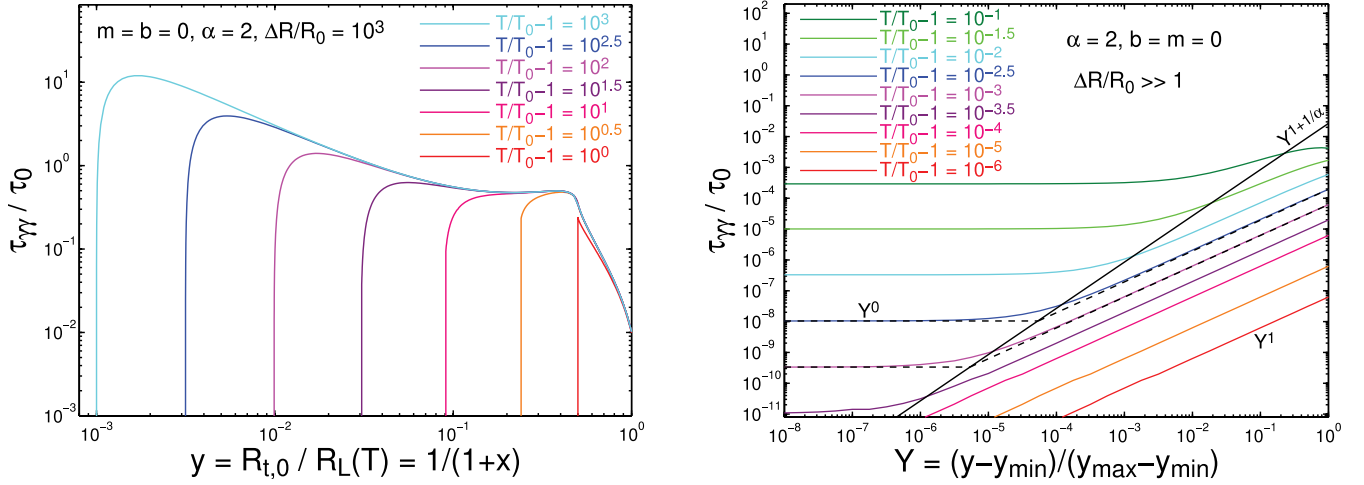 m = b = 0, α = 2, ΔR/R₀ = 10³
T/T₀−1 = 10³
T/T₀−1 = 10^2.5
T/T₀−1 = 10²
T/T₀−1 = 10^1.5
T/T₀−1 = 10¹
T/T₀−1 = 10^0.5
T/T₀−1 = 10⁰
τγγ / τ₀
10¹
10⁰
10⁻¹
10⁻²
10⁻³
10⁻³ 10⁻² 10⁻¹ 10⁰
y = R_t,0 / R_L(T) = 1/(1+x)
T/T₀−1 = 10⁻¹
T/T₀−1 = 10^−1.5
T/T₀−1 = 10⁻²
T/T₀−1 = 10^−2.5
T/T₀−1 = 10⁻³
T/T₀−1 = 10^−3.5
T/T₀−1 = 10⁻⁴
T/T₀−1 = 10⁻⁵
T/T₀−1 = 10⁻⁶
α = 2, b = m = 0
ΔR/R₀ >> 1
Y^1+1/α
Y⁰
Y¹
τγγ / τ₀
10²
10¹
10⁰
10⁻¹
10⁻²
10⁻³
10⁻⁴
10⁻⁵
10⁻⁶
10⁻⁷
10⁻⁸
10⁻⁹
10⁻¹⁰
10⁻¹¹
10⁻⁸ 10⁻⁷ 10⁻⁶ 10⁻⁵ 10⁻⁴ 10⁻³ 10⁻² 10⁻¹ 10⁰
Y = (y−y_min)/(y_max−y_min)